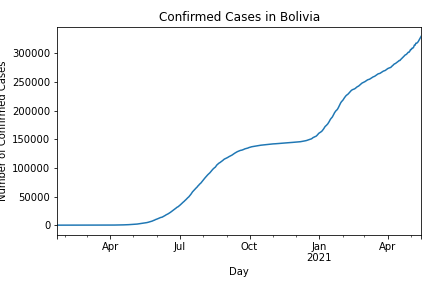 Confirmed Cases in Bolivia
Number of Confirmed Cases
300000
250000
200000
150000
100000
50000
0
Apr
Jul
Oct
Jan
2021
Apr
Day